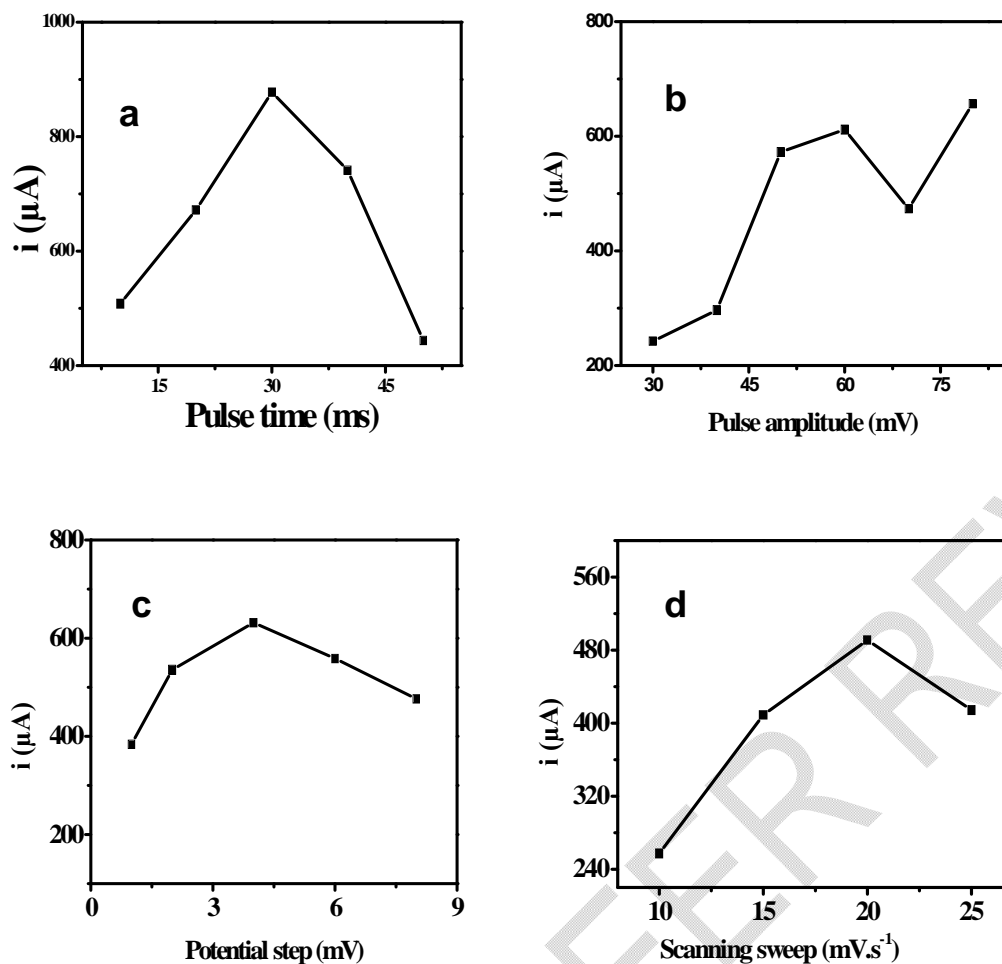 1000
800
600
400
i (µA)
a
15 30 45
Pulse time (ms)
800
600
400
200
i (µA)
b
30 45 60 75
Pulse amplitude (mV)
800
600
400
200
i (µA)
c
0 3 6 9
Potential step (mV)
560
480
400
320
240
i (µA)
d
10 15 20 25
Scanning sweep (mV.s⁻¹)